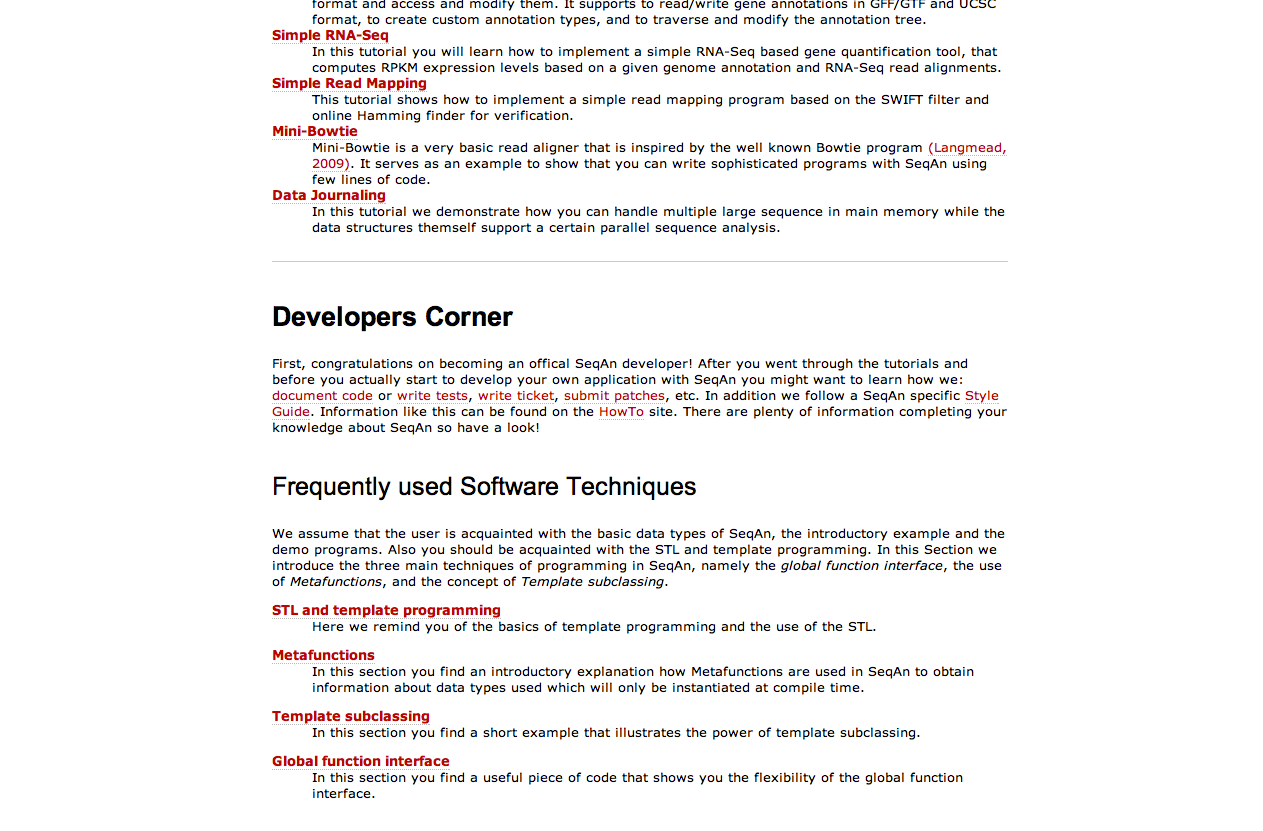 format and access and modify them. It supports to read/write gene annotations in GFF/GTF and UCSC
format, to create custom annotation types, and to traverse and modify the annotation tree.
Simple RNA-Seq
In this tutorial you will learn how to implement a simple RNA-Seq based gene quantification tool, that
computes RPKM expression levels based on a given genome annotation and RNA-Seq read alignments.
Simple Read Mapping
This tutorial shows how to implement a simple read mapping program based on the SWIFT filter and
online Hamming finder for verification.
Mini-Bowtie
Mini-Bowtie is a very basic read aligner that is inspired by the well known Bowtie program (Langmead,
2009). It serves as an example to show that you can write sophisticated programs with SeqAn using
few lines of code.
Data Journaling
In this tutorial we demonstrate how you can handle multiple large sequence in main memory while the
data structures themself support a certain parallel sequence analysis.
Developers Corner
First, congratulations on becoming an offical SeqAn developer! After you went through the tutorials and
before you actually start to develop your own application with SeqAn you might want to learn how we:
document code or write tests, write ticket, submit patches, etc. In addition we follow a SeqAn specific Style
Guide. Information like this can be found on the HowTo site. There are plenty of information completing your
knowledge about SeqAn so have a look!
Frequently used Software Techniques
We assume that the user is acquainted with the basic data types of SeqAn, the introductory example and the
demo programs. Also you should be acquainted with the STL and template programming. In this Section we
introduce the three main techniques of programming in SeqAn, namely the global function interface, the use
of Metafunctions, and the concept of Template subclassing.
STL and template programming
Here we remind you of the basics of template programming and the use of the STL.
Metafunctions
In this section you find an introductory explanation how Metafunctions are used in SeqAn to obtain
information about data types used which will only be instantiated at compile time.
Template subclassing
In this section you find a short example that illustrates the power of template subclassing.
Global function interface
In this section you find a useful piece of code that shows you the flexibility of the global function
interface.